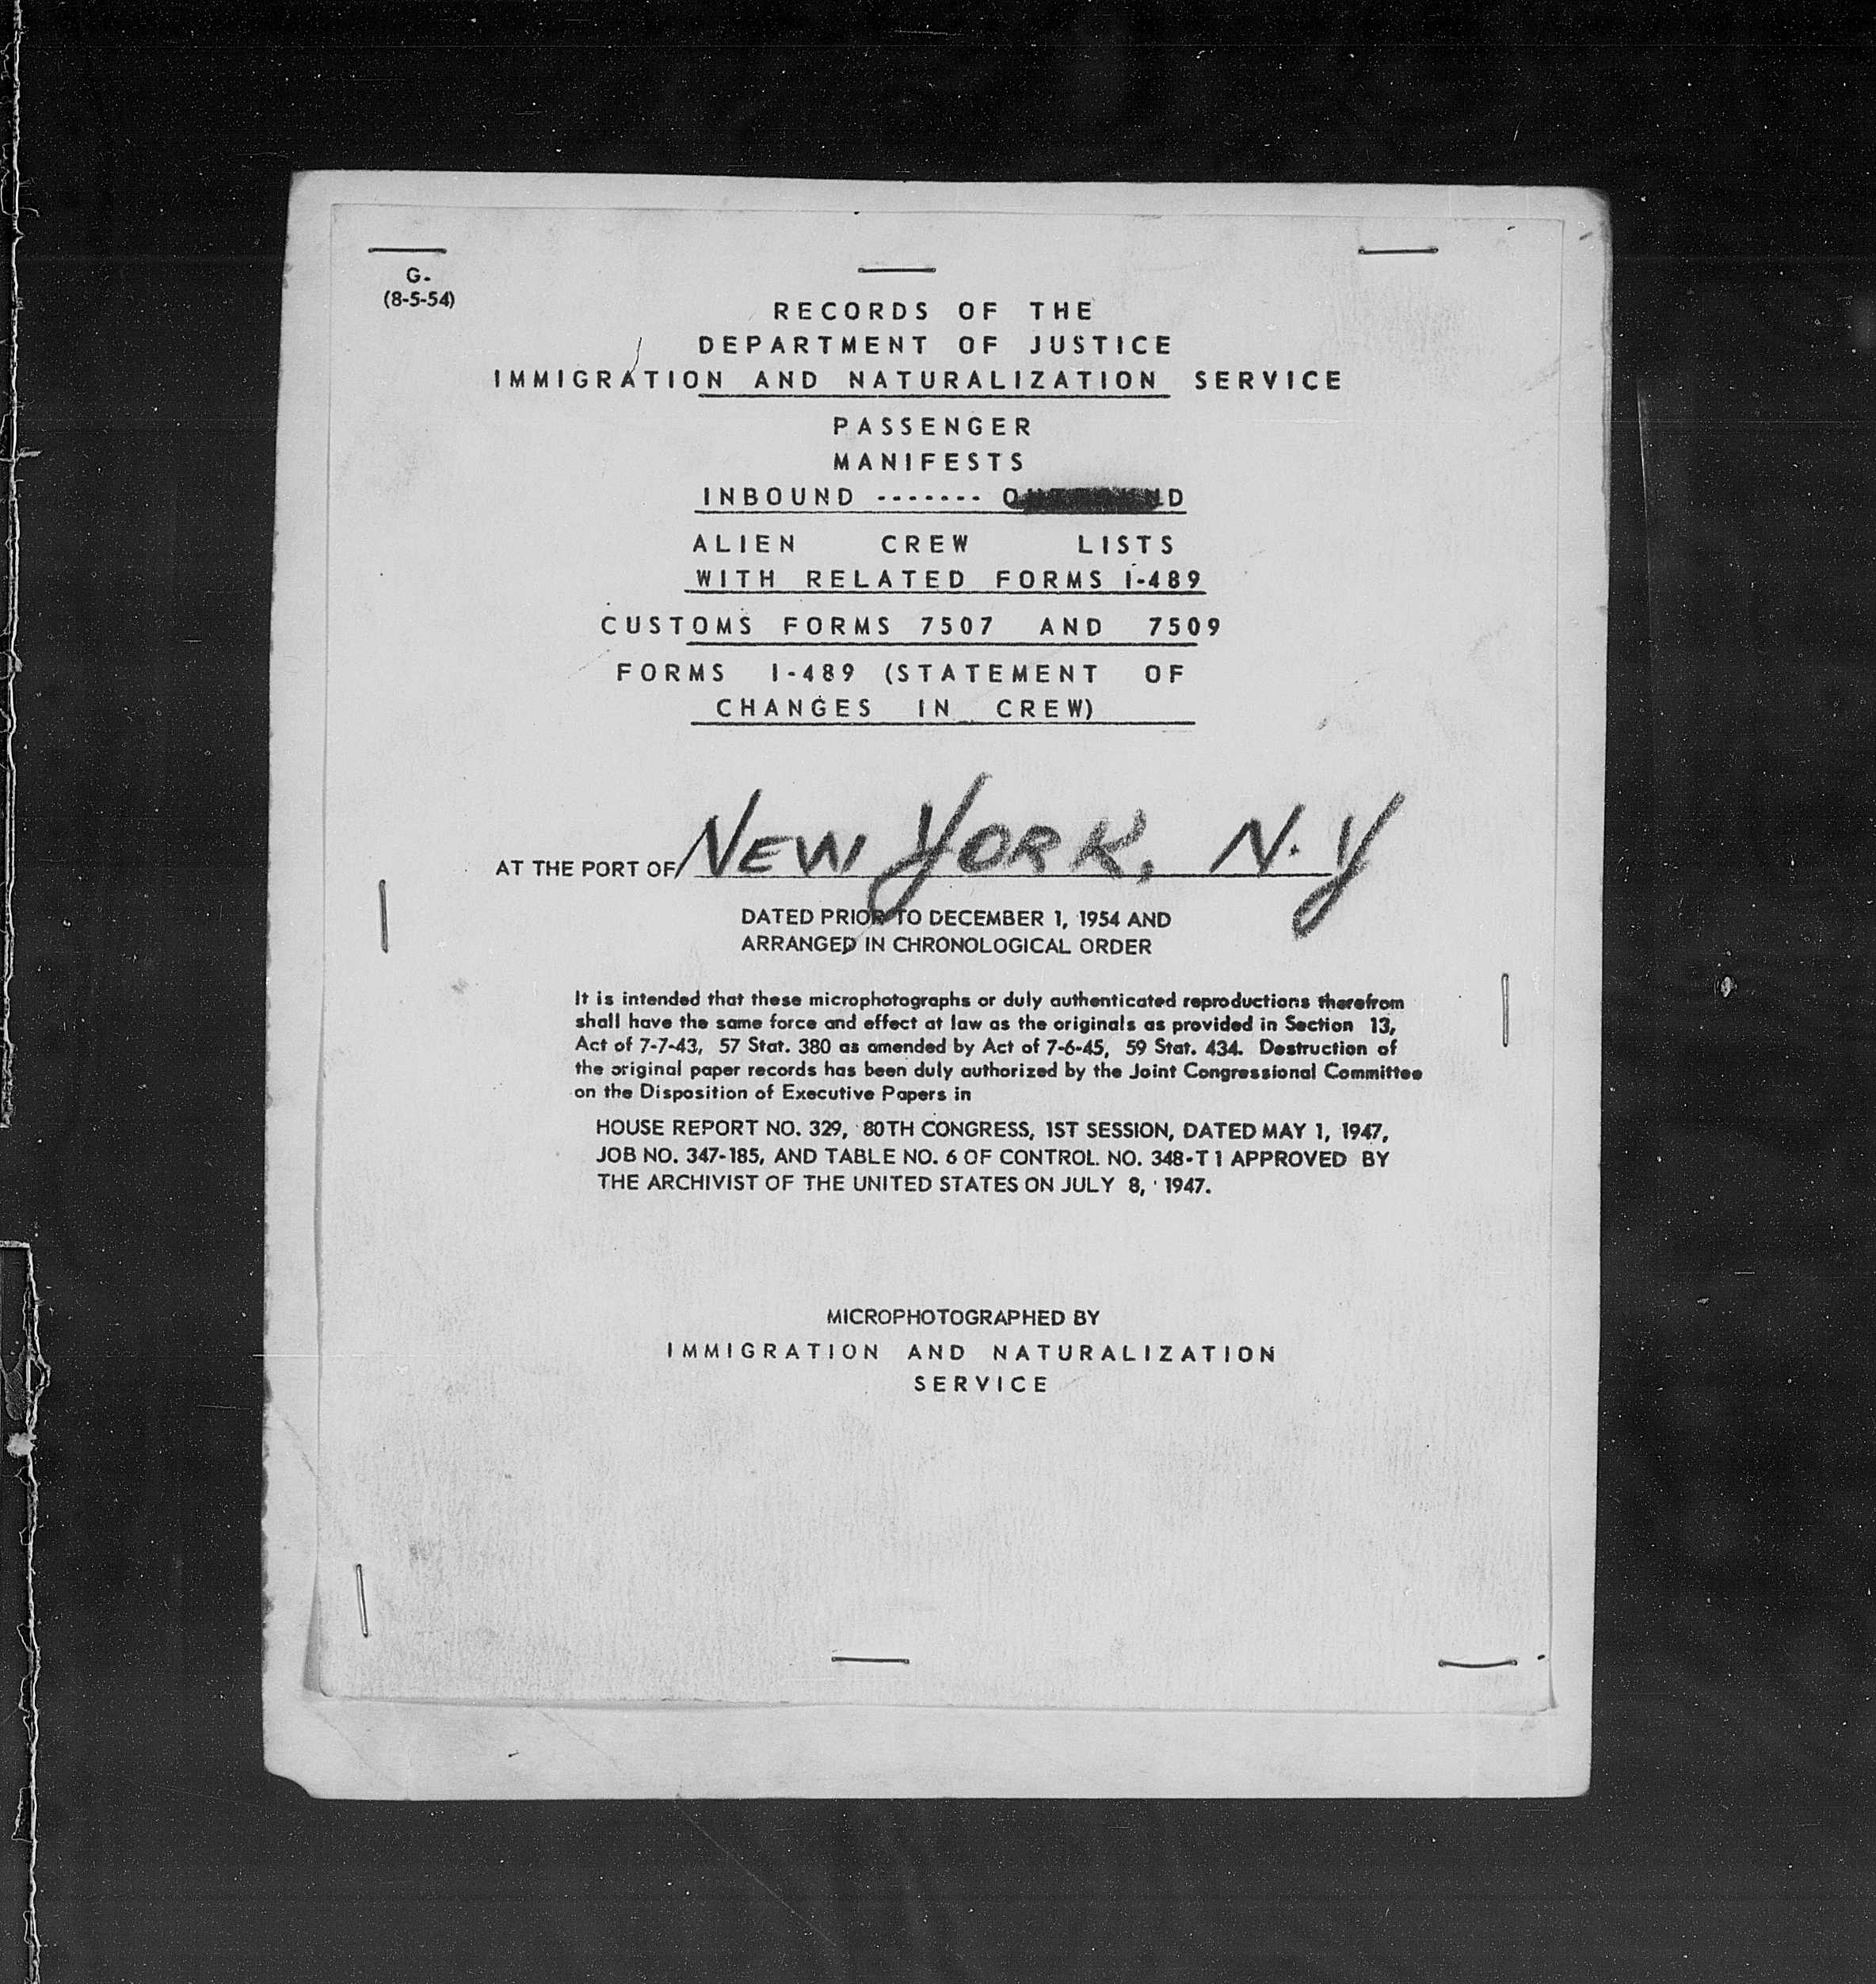 G-
(8-5-54)
RECORDS OF THE
DEPARTMENT OF JUSTICE
IMMIGRATION AND NATURALIZATION SERVICE
PASSENGER
MANIFESTS
INBOUND -------
ALIEN CREW LISTS
WITH RELATED FORMS I-489
CUSTOMS FORMS 7507 AND 7509
FORMS I-489 (STATEMENT OF
CHANGES IN CREW)
AT THE PORT OF NEW YORK, N.Y
DATED PRIOR TO DECEMBER 1, 1954 AND
ARRANGED IN CHRONOLOGICAL ORDER
It is intended that these microphotographs or duly authenticated reproductions therefrom
shall have the same force and effect at law as the originals as provided in Section 13,
Act of 7-7-43, 57 Stat. 380 as amended by Act of 7-6-45, 59 Stat. 434. Destruction of
the original paper records has been duly authorized by the Joint Congressional Committee
on the Disposition of Executive Papers in
HOUSE REPORT NO. 329, 80TH CONGRESS, 1ST SESSION, DATED MAY 1, 1947,
JOB NO. 347-185, AND TABLE NO. 6 OF CONTROL NO. 348-T1 APPROVED BY
THE ARCHIVIST OF THE UNITED STATES ON JULY 8, 1947.
MICROPHOTOGRAPHED BY
IMMIGRATION AND NATURALIZATION
SERVICE